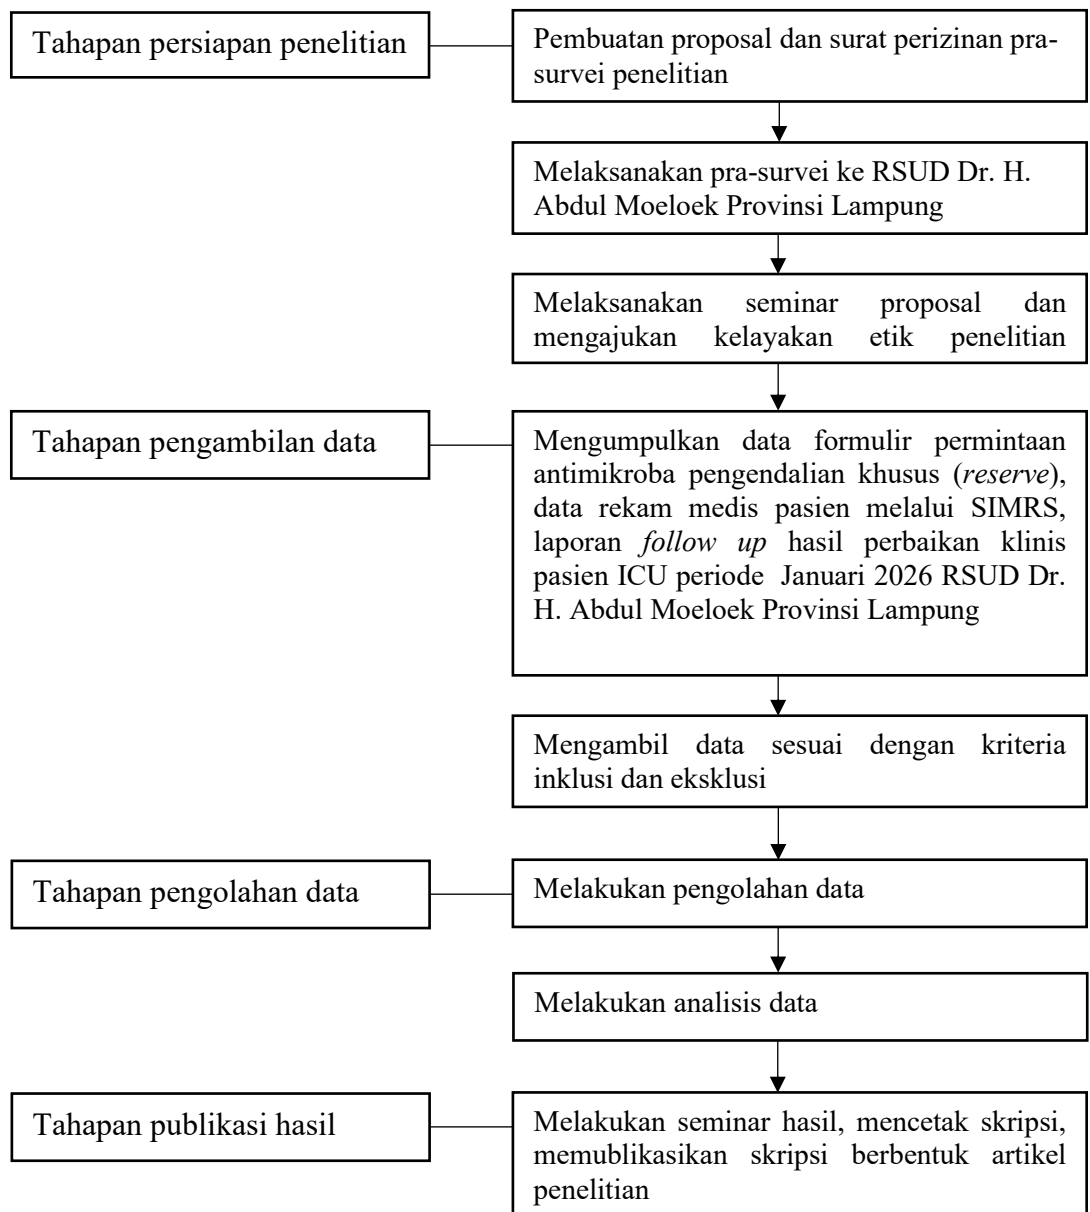 Tahapan persiapan penelitian
Pembuatan proposal dan surat perizinan pra-
survei penelitian
Melaksanakan pra-survei ke RSUD Dr. H.
Abdul Moeloek Provinsi Lampung
Melaksanakan seminar proposal dan
mengajukan kelayakan etik penelitian
Tahapan pengambilan data
Mengumpulkan data formulir permintaan
antimikroba pengendalian khusus (reserve),
data rekam medis pasien melalui SIMRS,
laporan follow up hasil perbaikan klinis
pasien ICU periode Januari 2026 RSUD Dr.
H. Abdul Moeloek Provinsi Lampung
Mengambil data sesuai dengan kriteria
inklusi dan eksklusi
Tahapan pengolahan data
Melakukan pengolahan data
Melakukan analisis data
Tahapan publikasi hasil
Melakukan seminar hasil, mencetak skripsi,
memublikasikan skripsi berbentuk artikel
penelitian